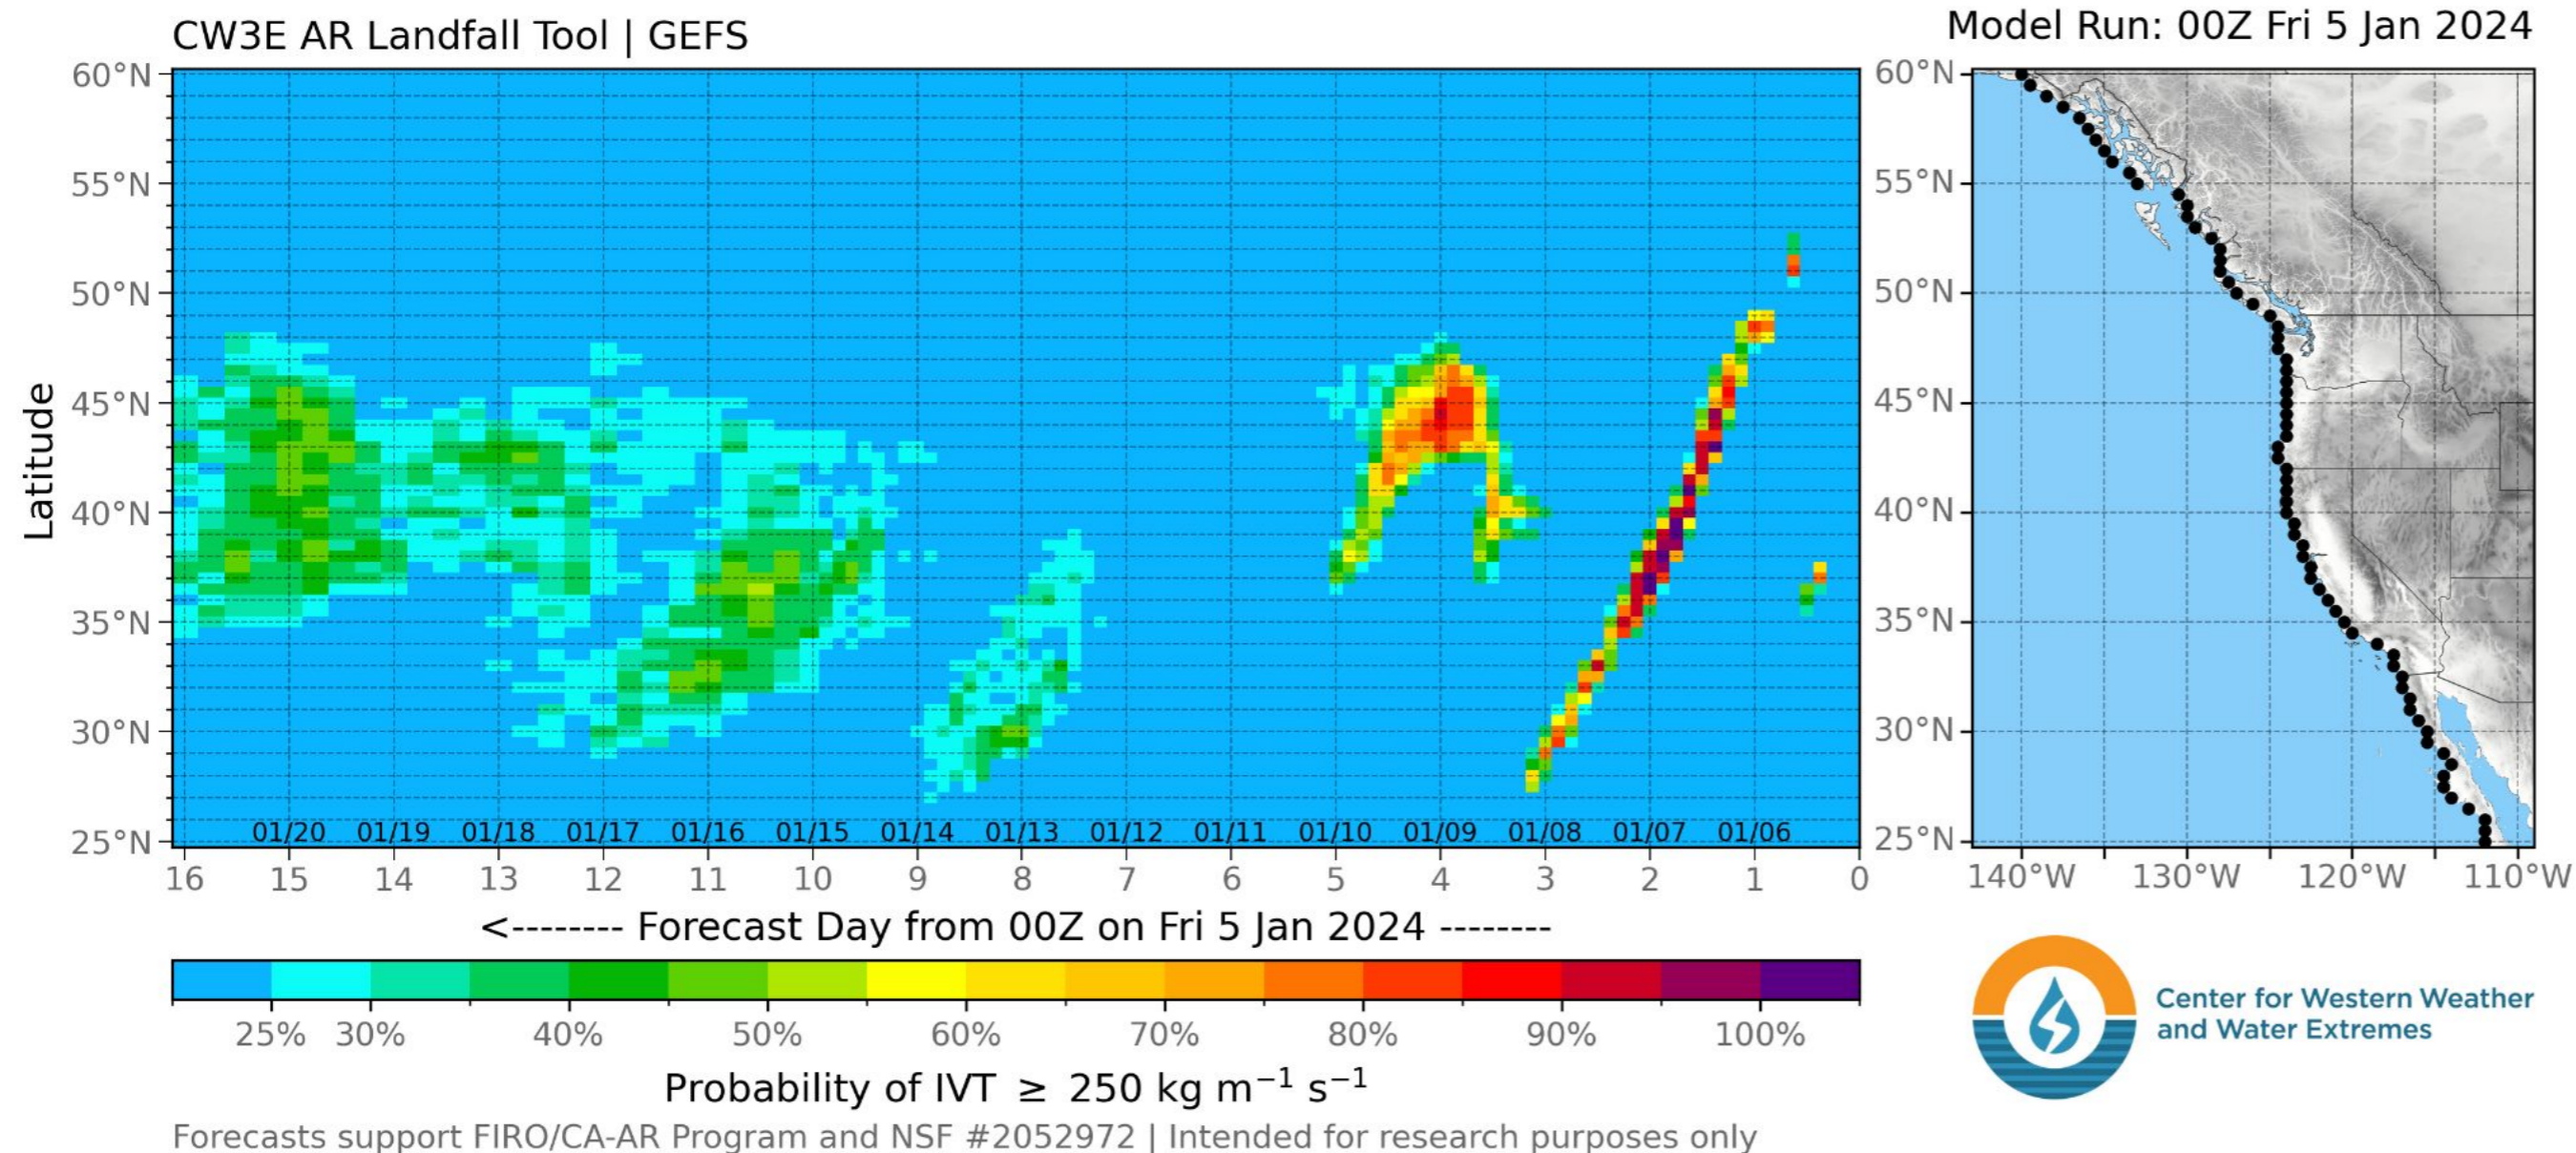 CW3E AR Landfall Tool | GEFS
Model Run: 00Z Fri 5 Jan 2024
Latitude
60°N
55°N
50°N
45°N
40°N
35°N
30°N
25°N
01/20 01/19 01/18 01/17 01/16 01/15 01/14 01/13 01/12 01/11 01/10 01/09 01/08 01/07 01/06
16 15 14 13 12 11 10 9 8 7 6 5 4 3 2 1 0
<-------- Forecast Day from 00Z on Fri 5 Jan 2024 --------
60°N
55°N
50°N
45°N
40°N
35°N
30°N
25°N
140°W 130°W 120°W 110°W
25% 30% 40% 50% 60% 70% 80% 90% 100%
Probability of IVT ≥ 250 kg m⁻¹ s⁻¹
Forecasts support FIRO/CA-AR Program and NSF #2052972 | Intended for research purposes only
Center for Western Weather
and Water Extremes